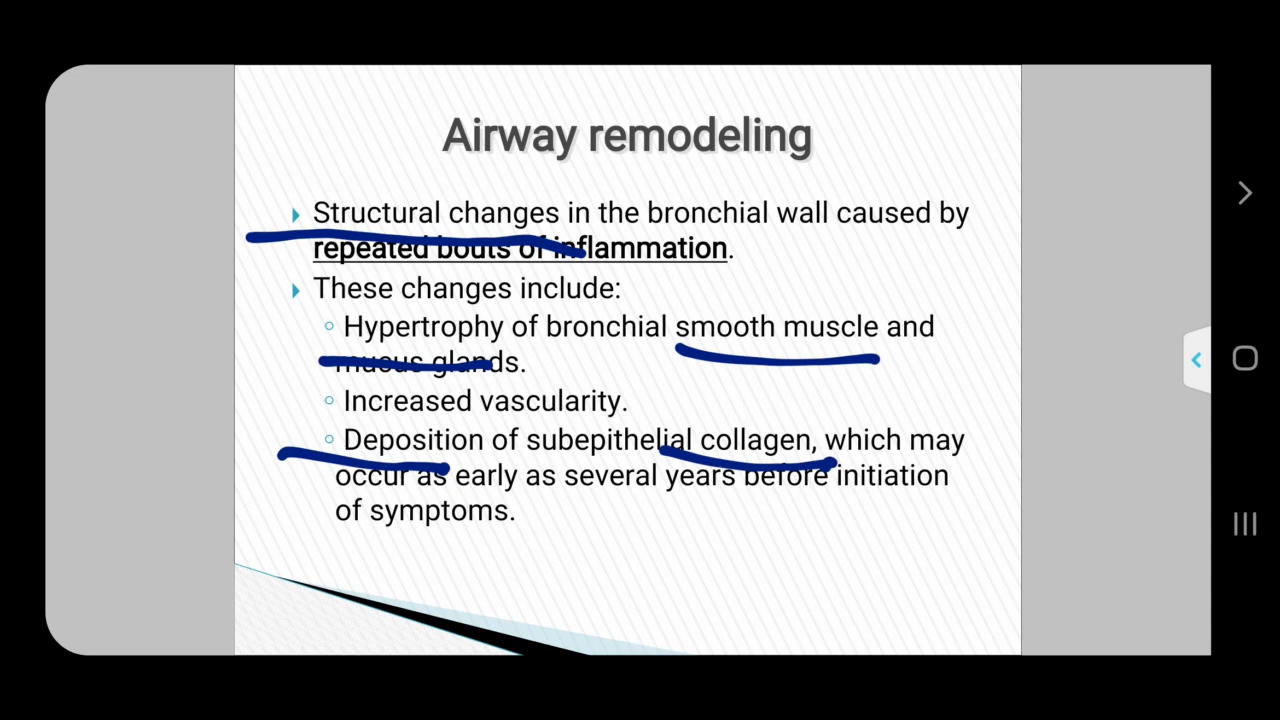 Airway remodeling
Structural changes in the bronchial wall caused by
repeated bouts of inflammation.
These changes include:
Hypertrophy of bronchial smooth muscle and
mucus glands.
Increased vascularity.
Deposition of subepithelial collagen, which may
occur as early as several years before initiation
of symptoms.